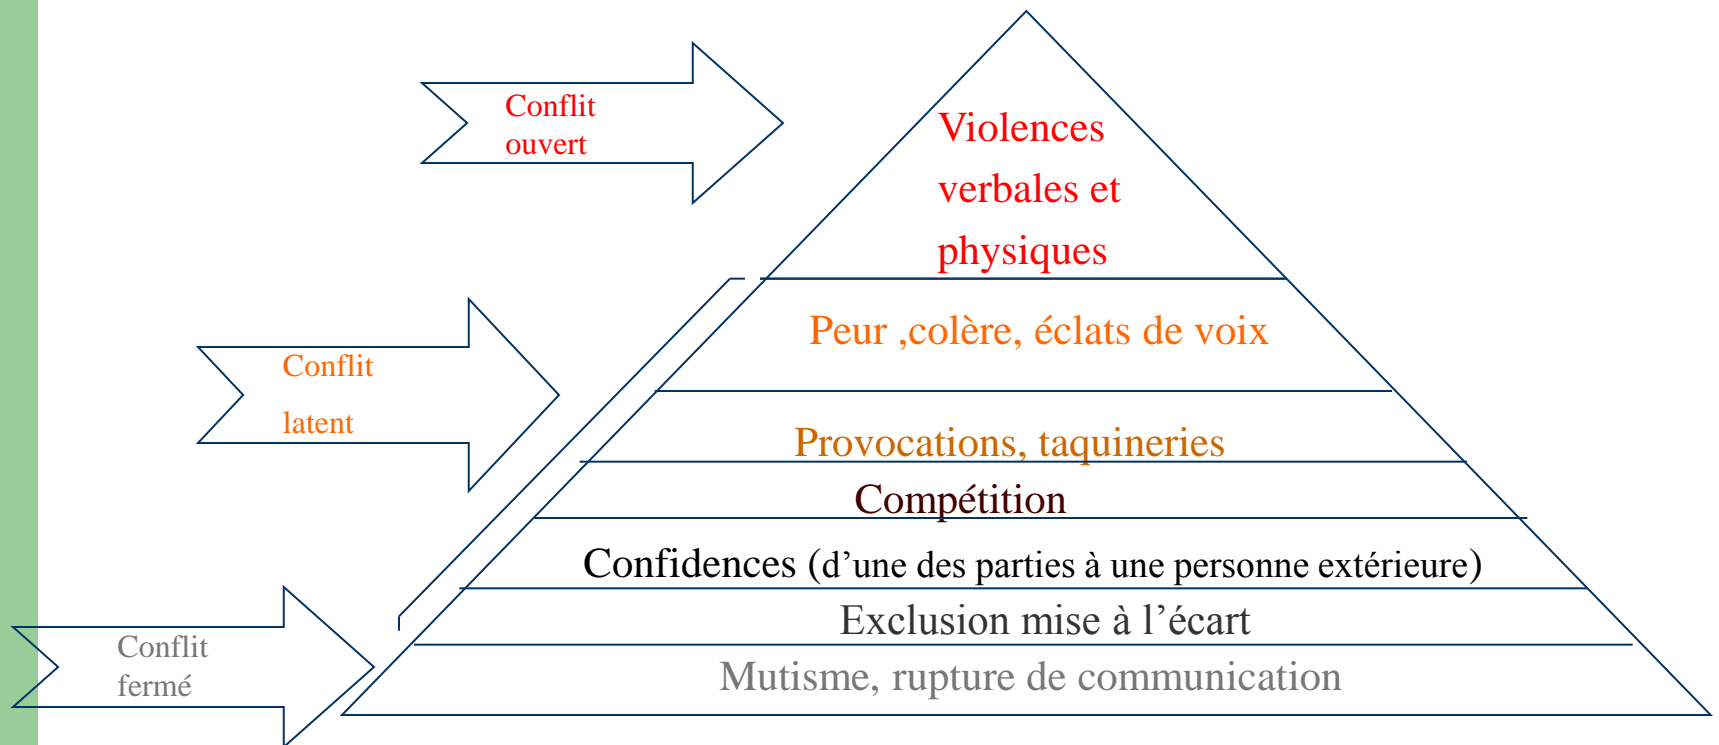 Conflit
ouvert
Violences
verbales et
physiques
Peur ,colère, éclats de voix
Conflit
latent
Provocations, taquineries
Compétition
Confidences (d’une des parties à une personne extérieure)
Exclusion mise à l’écart
Conflit
fermé
Mutisme, rupture de communication